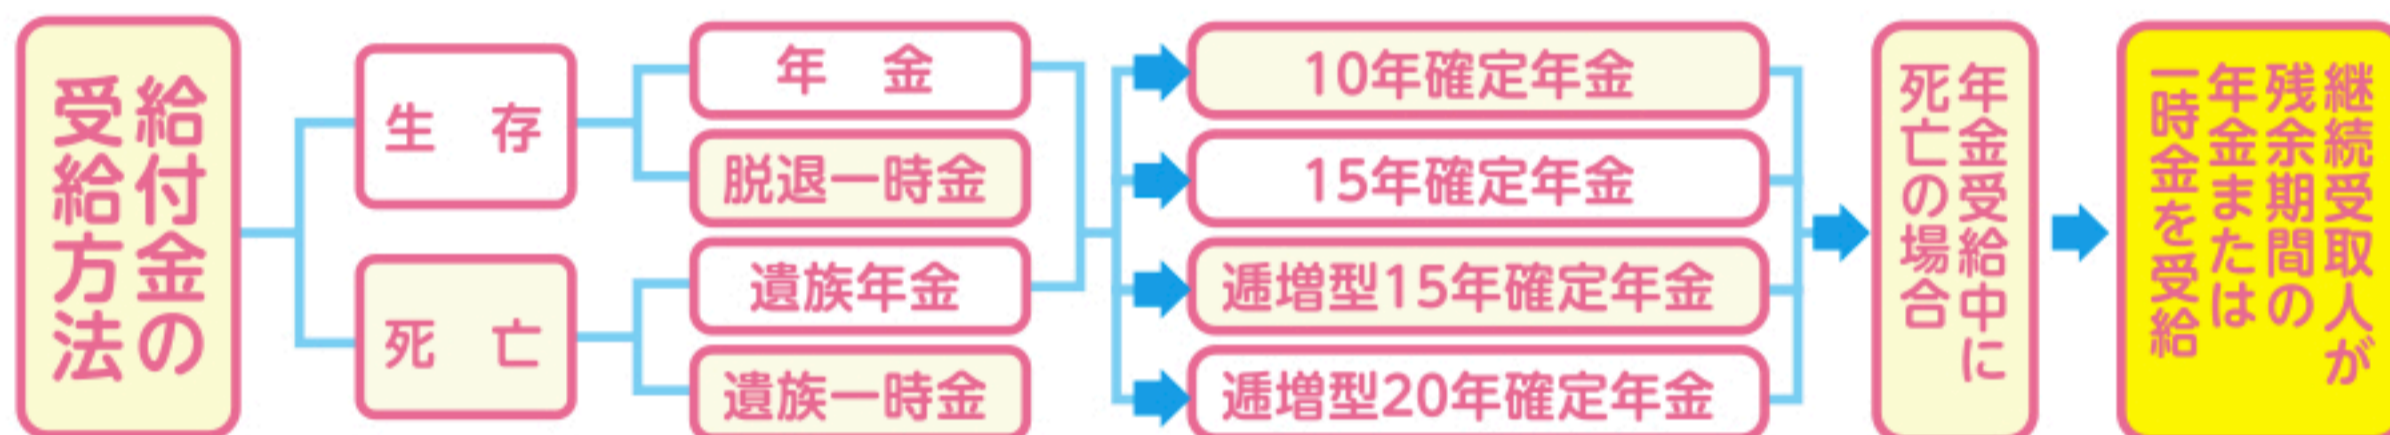 給付金の
受給方法
生　存
死　亡
年　金
脱退一時金
遺族年金
遺族一時金
10年確定年金
15年確定年金
逓増型15年確定年金
逓増型20年確定年金
年金受給中に
死亡の場合
継続受取人が
残余期間の
年金または
一時金を受給